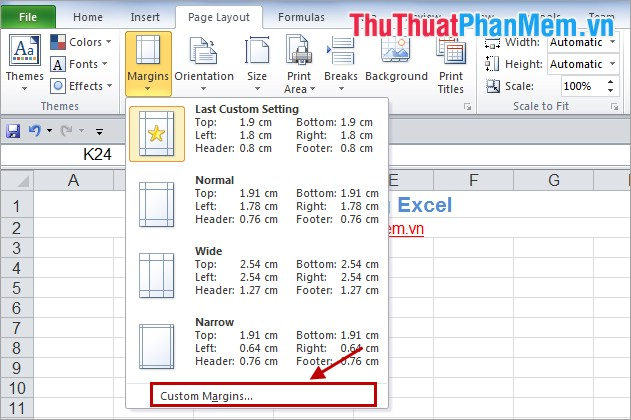 File Home Insert Page Layout Formulas
ThuThuatPhanMem.vn
Aa Colors Fonts Effects
Themes
Margins Orientation Size Print Area Breaks Background Print Titles
Width: Automatic
Height: Automatic
Scale: 100%
Themes Scale to Fit
K24
A E F G
1 Excel
2 em.vn
3
4
5
6
7
8
9
10
11
Last Custom Setting
Top: 1.9 cm Bottom: 1.9 cm
Left: 1.8 cm Right: 1.8 cm
Header: 0.8 cm Footer: 0.8 cm
Normal
Top: 1.91 cm Bottom: 1.91 cm
Left: 1.78 cm Right: 1.78 cm
Header: 0.76 cm Footer: 0.76 cm
Wide
Top: 2.54 cm Bottom: 2.54 cm
Left: 2.54 cm Right: 2.54 cm
Header: 1.27 cm Footer: 1.27 cm
Narrow
Top: 1.91 cm Bottom: 1.91 cm
Left: 0.64 cm Right: 0.64 cm
Header: 0.76 cm Footer: 0.76 cm
Custom Margins...